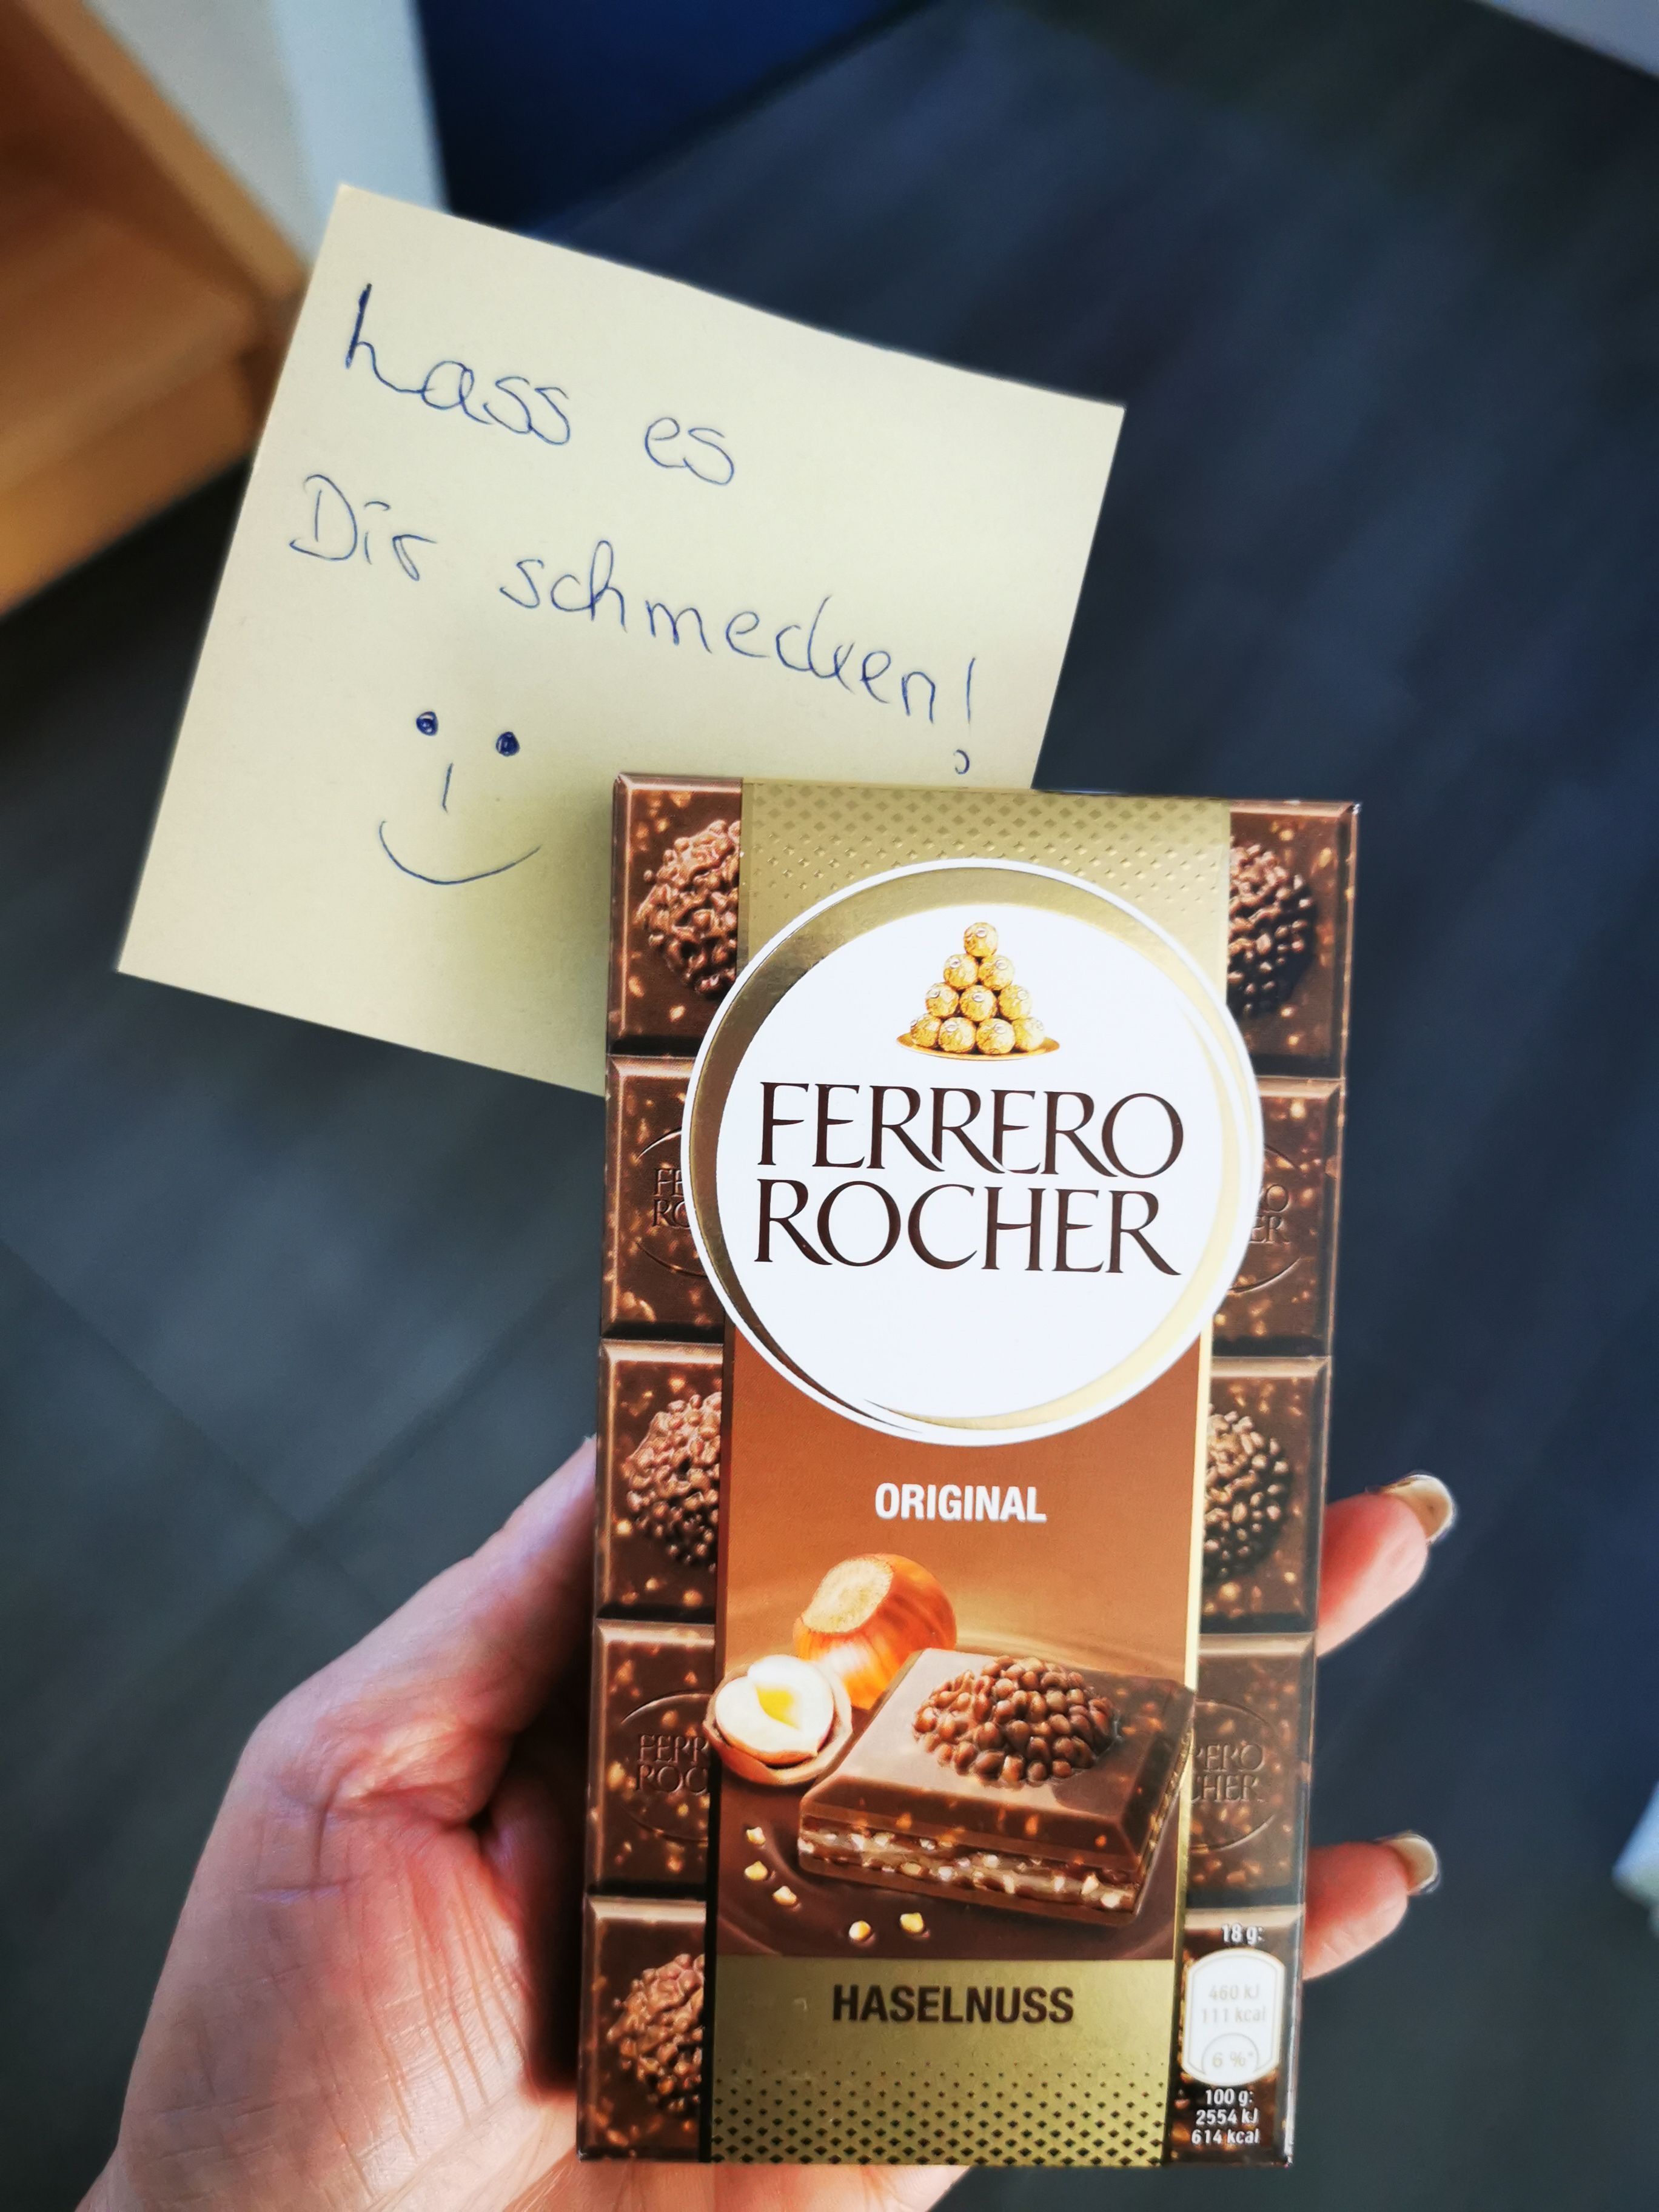 Lass es
Dir schmecken!
FERRERO
ROCHER
ORIGINAL
HASELNUSS
18 g:
460 kJ
111 kcal
6 %*
100 g:
2554 kJ
614 kcal